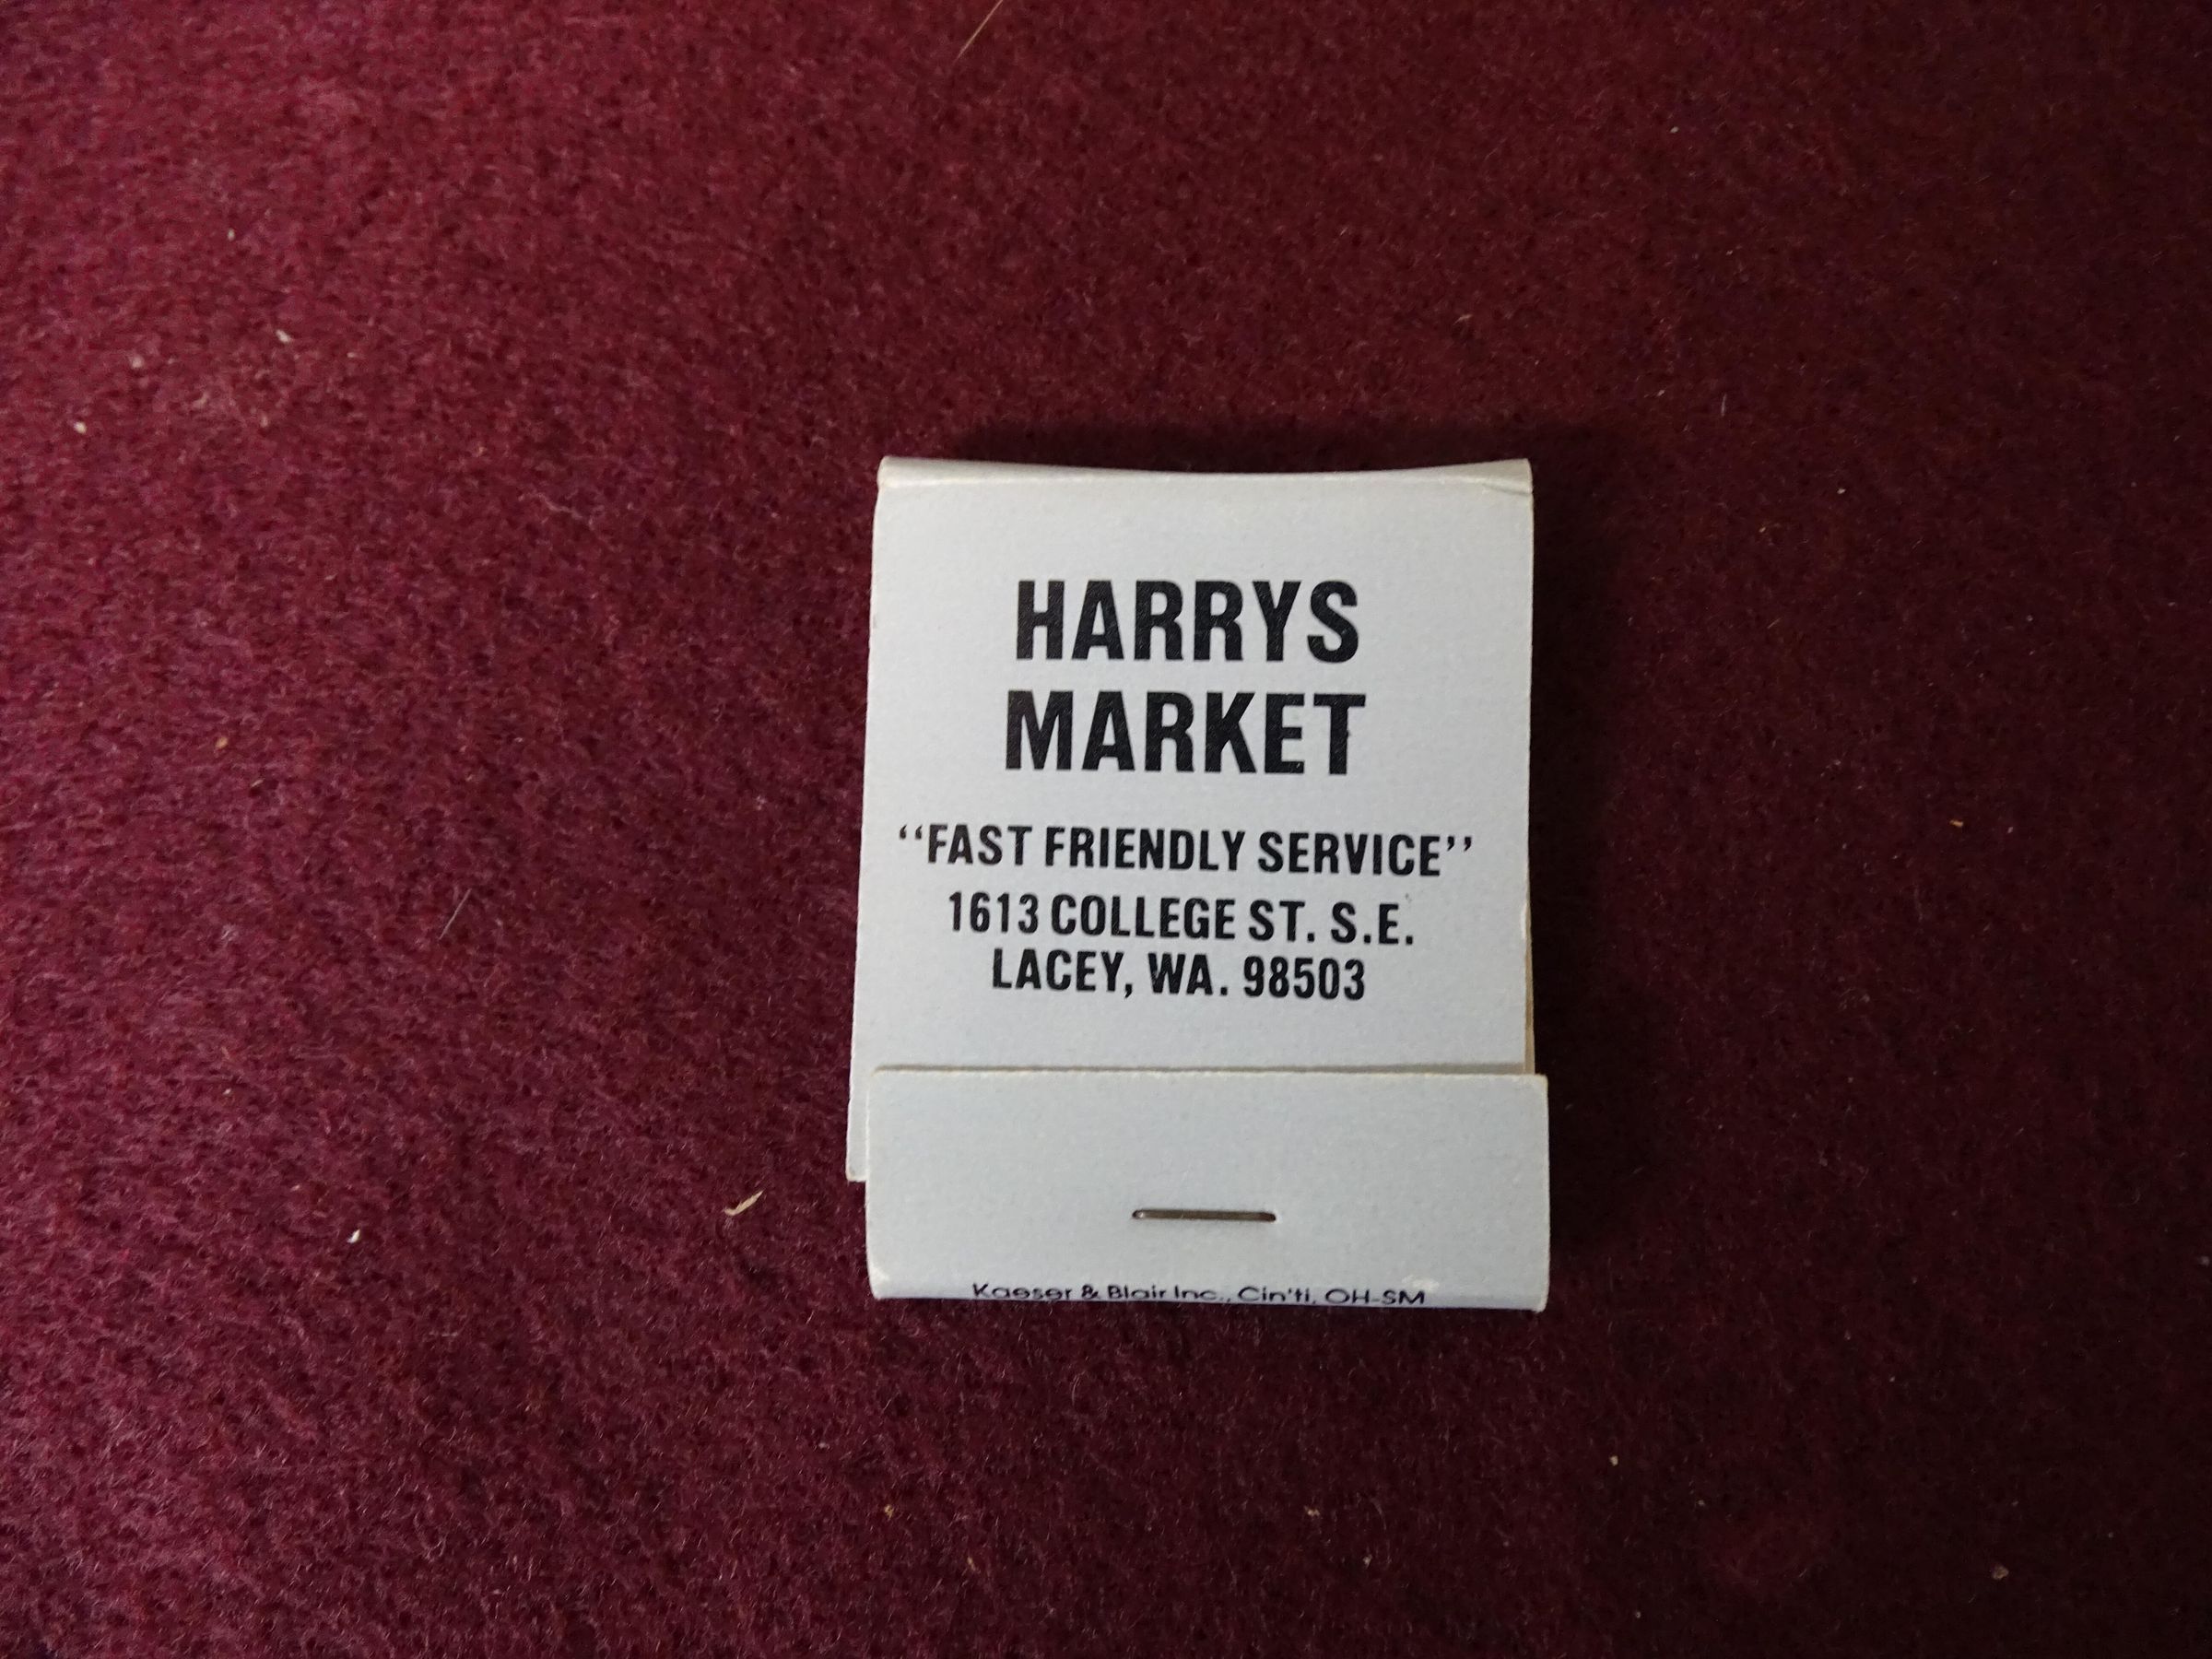 HARRYS
MARKET
“FAST FRIENDLY SERVICE”
1613 COLLEGE ST. S.E.
LACEY, WA. 98503
Kaeser & Blair Inc., Cin'ti, OH-SM